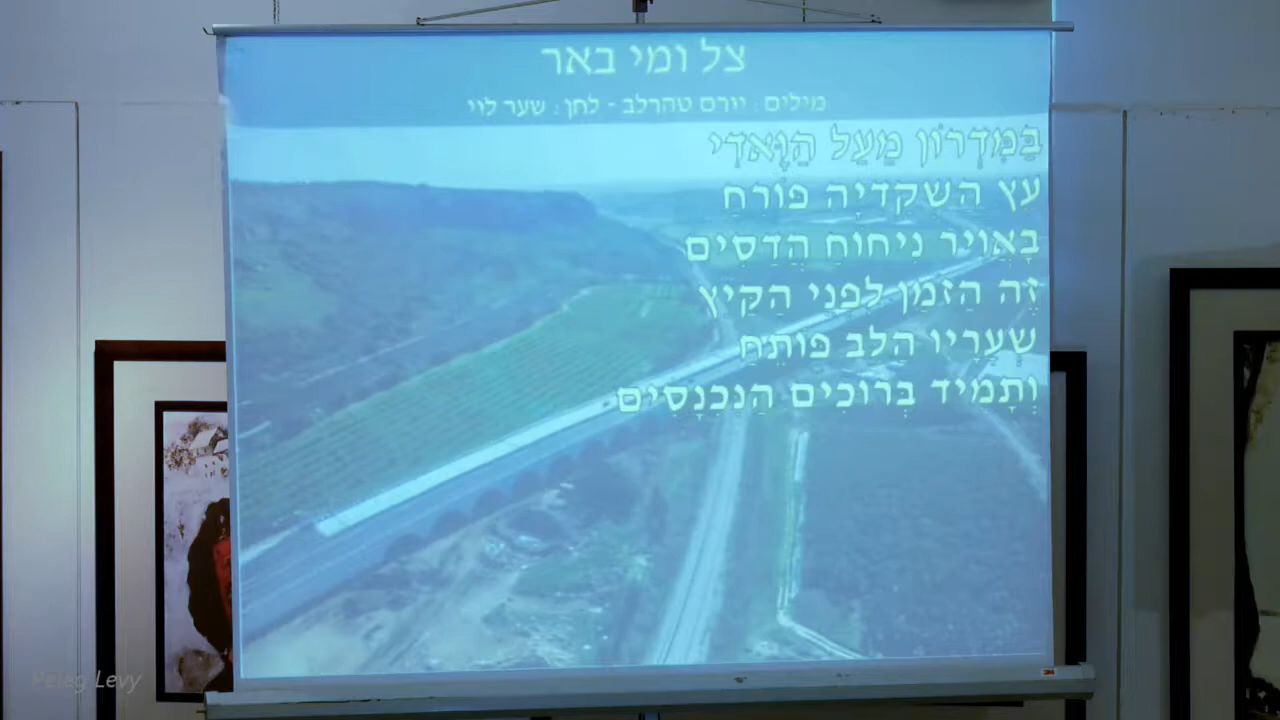 צל ומי באר
מילים : יורם טהרלב - לחן : שער לוי
בַּמִּדְרוֹן מֵעַל הַוָּאדִי
עֵץ הַשְׁקֵדִיָּה פּוֹרֵחַ
בָּאֲוִיר נִיחוֹחַ הֲדַסִּים
זֶה הַזְּמַן לִפְנֵי הַקַּיִץ
שְׁעָרָיו הַלֵּב פּוֹתֵחַ
וְתָמִיד בְּרוּכִים הַנִּכְנָסִים
Peleg Levy